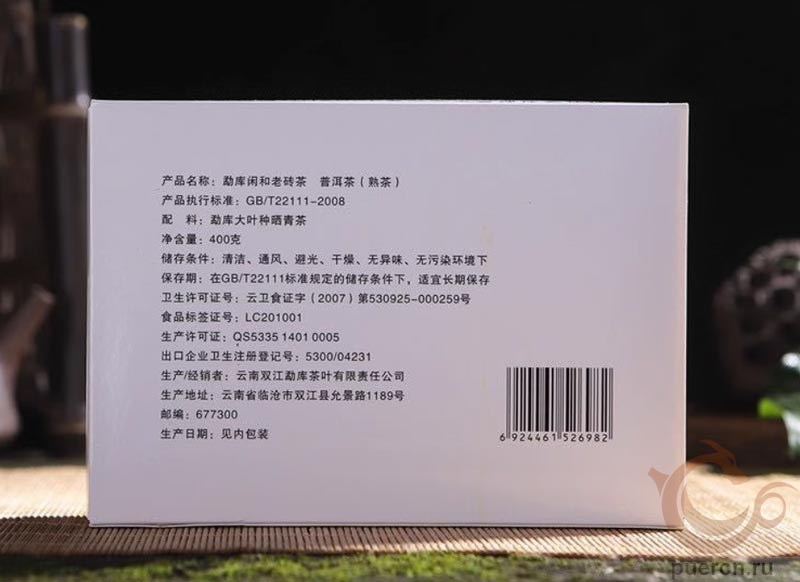 产品名称：勐库闲和老砖茶　普洱茶（熟茶）
产品执行标准：GB/T22111-2008
配　料：勐库大叶种晒青茶
净含量：400克
储存条件：清洁、通风、避光、干燥、无异味、无污染环境下
保存期：在GB/T22111标准规定的储存条件下，适宜长期保存
卫生许可证号：云卫食证字（2007）第530925-000259号
食品标签证号：LC201001
生产许可证：QS5335 1401 0005
出口企业卫生注册登记号：5300/04231
生产/经销者：云南双江勐库茶叶有限责任公司
生产地址：云南省临沧市双江县允景路1189号
邮编：677300
生产日期：见内包装
6 924461 526982
puercn.ru